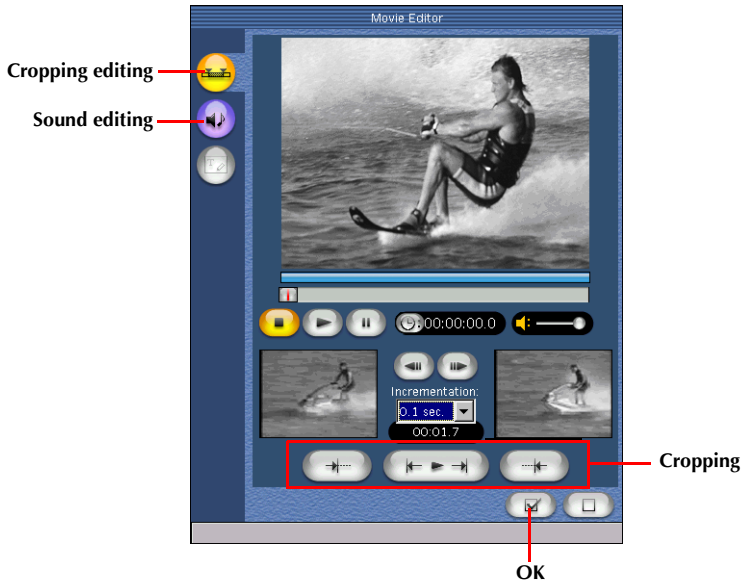 Movie Editor
Cropping editing
Sound editing
T
:00:00:00.0
Incrementation:
0.1 sec.
00:01.7
Cropping
OK